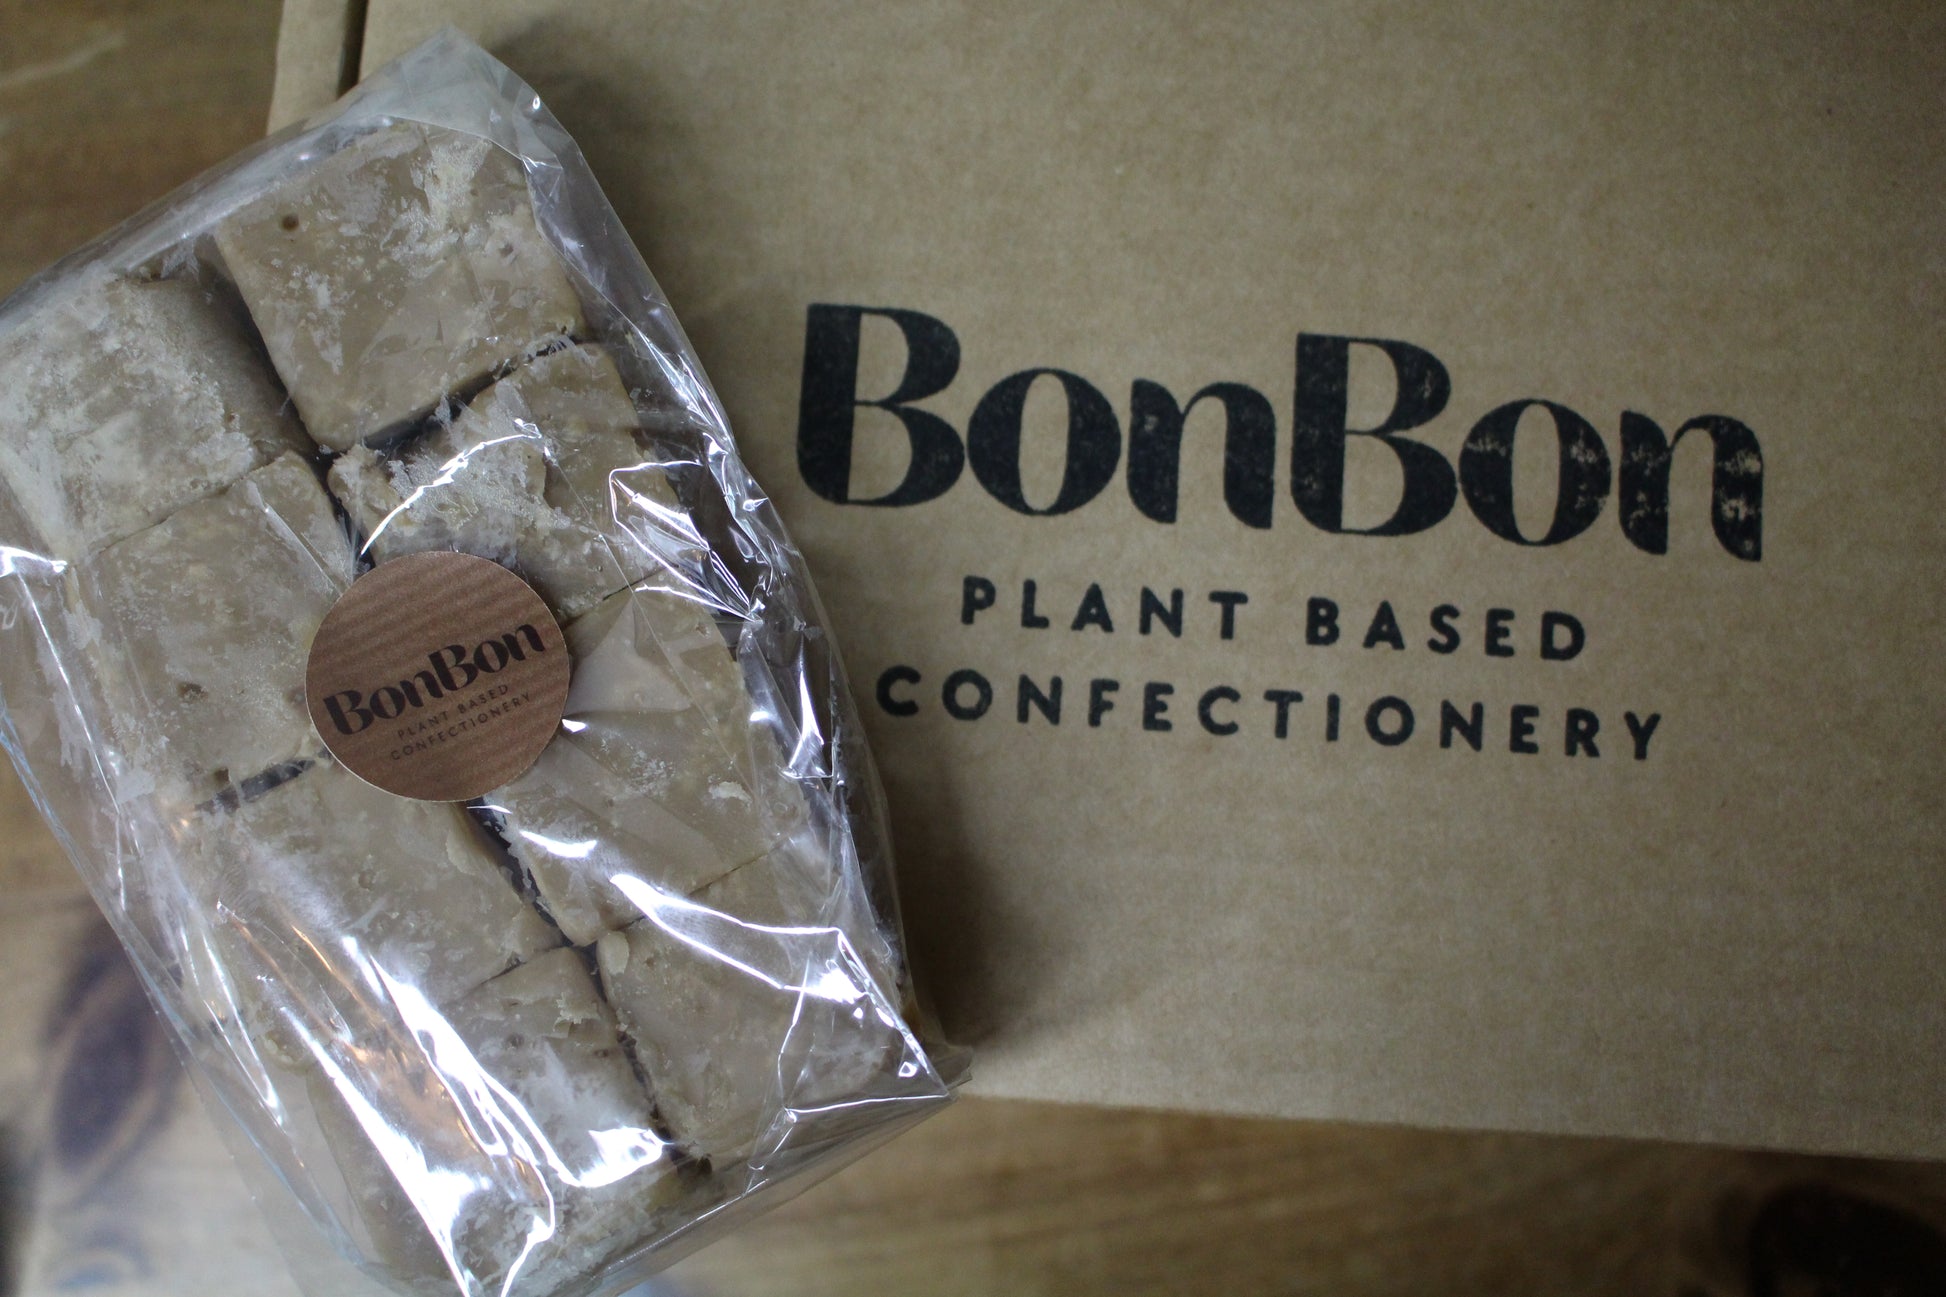 BonBon
PLANT BASED
CONFECTIONERY
BonBon
PLANT BASED
CONFECTIONERY